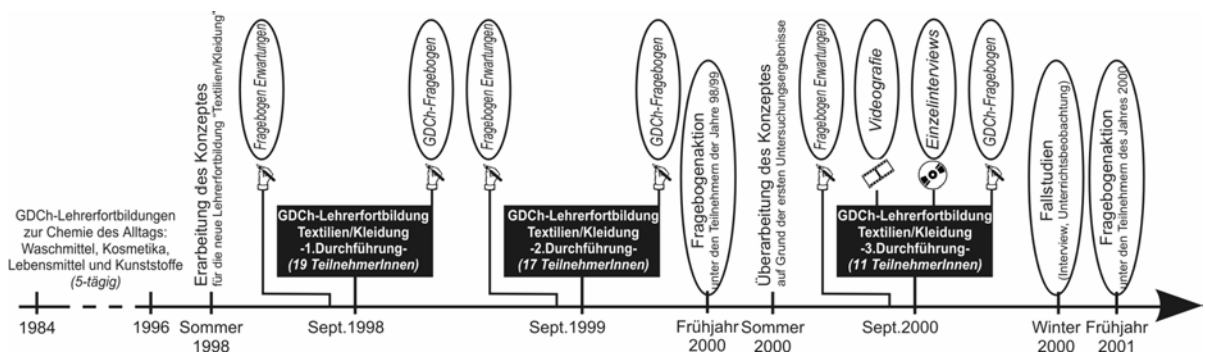 GDCh-Lehrerfortbildungen
zur Chemie des Alltags:
Waschmittel, Kosmetika,
Lebensmittel und Kunststoffe
(5-tägig)
Erarbeitung des Konzeptes
für die neue Lehrerfortbildung "Textilien/Kleidung"
Fragebogen Erwartungen
GDCh-Lehrerfortbildung
Textilien/Kleidung
-1.Durchführung-
(19 TeilnehmerInnen)
GDCh-Fragebogen
Fragebogen Erwartungen
GDCh-Lehrerfortbildung
Textilien/Kleidung
-2.Durchführung-
(17 TeilnehmerInnen)
GDCh-Fragebogen
Fragebogenaktion
unter den Teilnehmern der Jahre 98/99
Überarbeitung des Konzeptes
auf Grund der ersten Untersuchungsergebnisse
Fragebogen Erwartungen
Videografie
Einzelinterviews
GDCh-Fragebogen
GDCh-Lehrerfortbildung
Textilien/Kleidung
-3.Durchführung-
(11 TeilnehmerInnen)
Fallstudien
(Interview, Unterrichtsbeobachtung)
Fragebogenaktion
unter den Teilnehmern des Jahres 2000
1984
1996
Sommer
1998
Sept.1998
Sept.1999
Frühjahr
2000
Sommer
2000
Sept.2000
Winter
2000
Frühjahr
2001